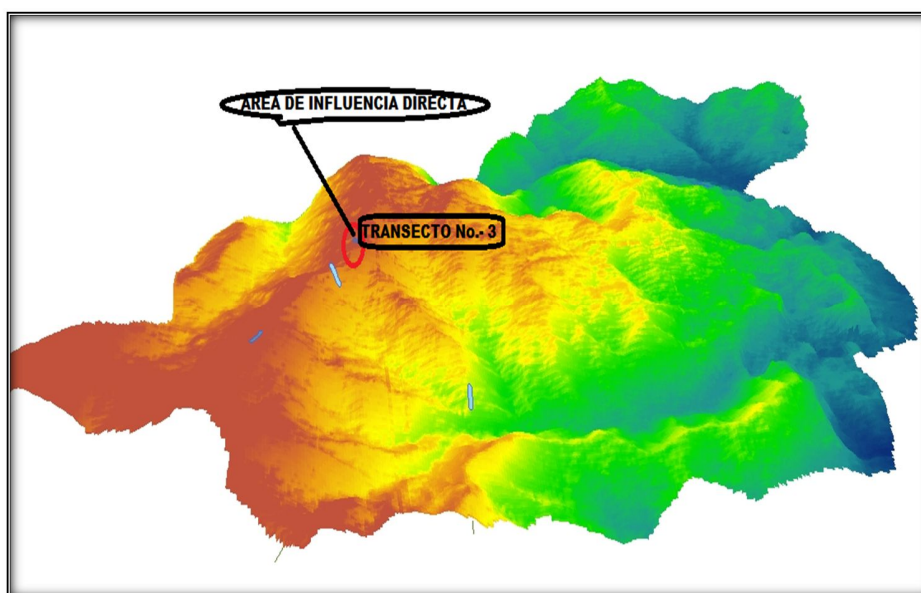 AREA DE INFLUENCIA DIRECTA
TRANSECTO No.- 3